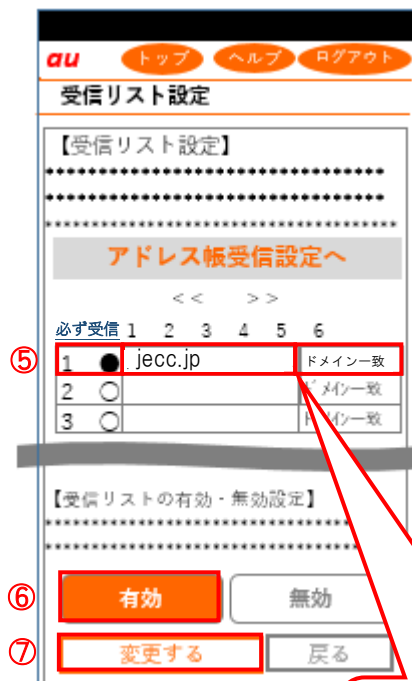 au トップ ヘルプ ログアウト
受信リスト設定
【受信リスト設定】
**********************************
**********************************
**********************************
アドレス帳受信設定へ
<< >>
必ず受信 1 2 3 4 5 6
⑤ 1 ● jecc.jp ドメイン一致
2 ○ ドメイン一致
3 ○ ドメイン一致
【受信リストの有効・無効設定】
**********************************
**********************************
⑥ 有効 無効
⑦ 変更する 戻る